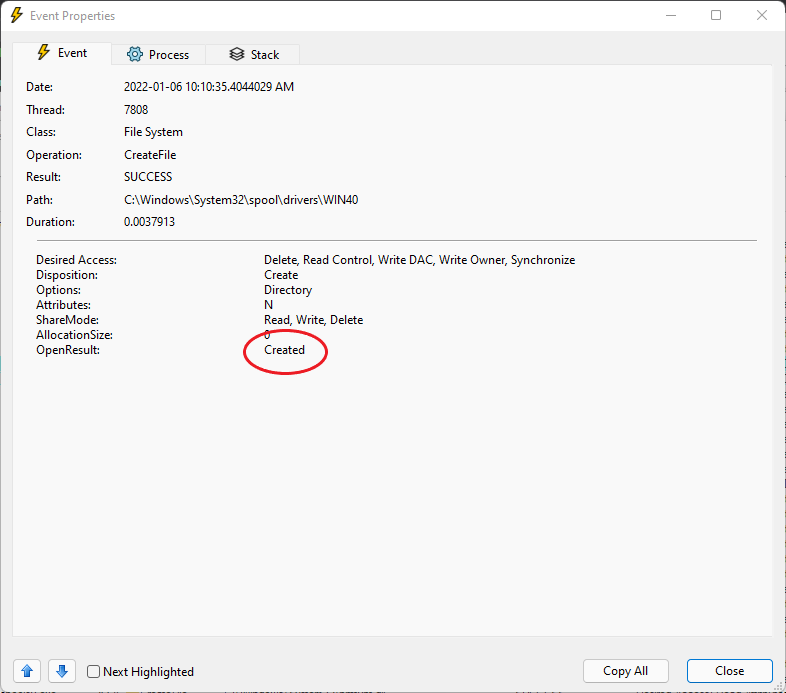 Event Properties
Event Process Stack
Date: 2022-01-06 10:10:35.4044029 AM
Thread: 7808
Class: File System
Operation: CreateFile
Result: SUCCESS
Path: C:\Windows\System32\spool\drivers\WIN40
Duration: 0.0037913
Desired Access: Delete, Read Control, Write DAC, Write Owner, Synchronize
Disposition: Create
Options: Directory
Attributes: N
ShareMode: Read, Write, Delete
AllocationSize: 0
OpenResult: Created
Next Highlighted Copy All Close